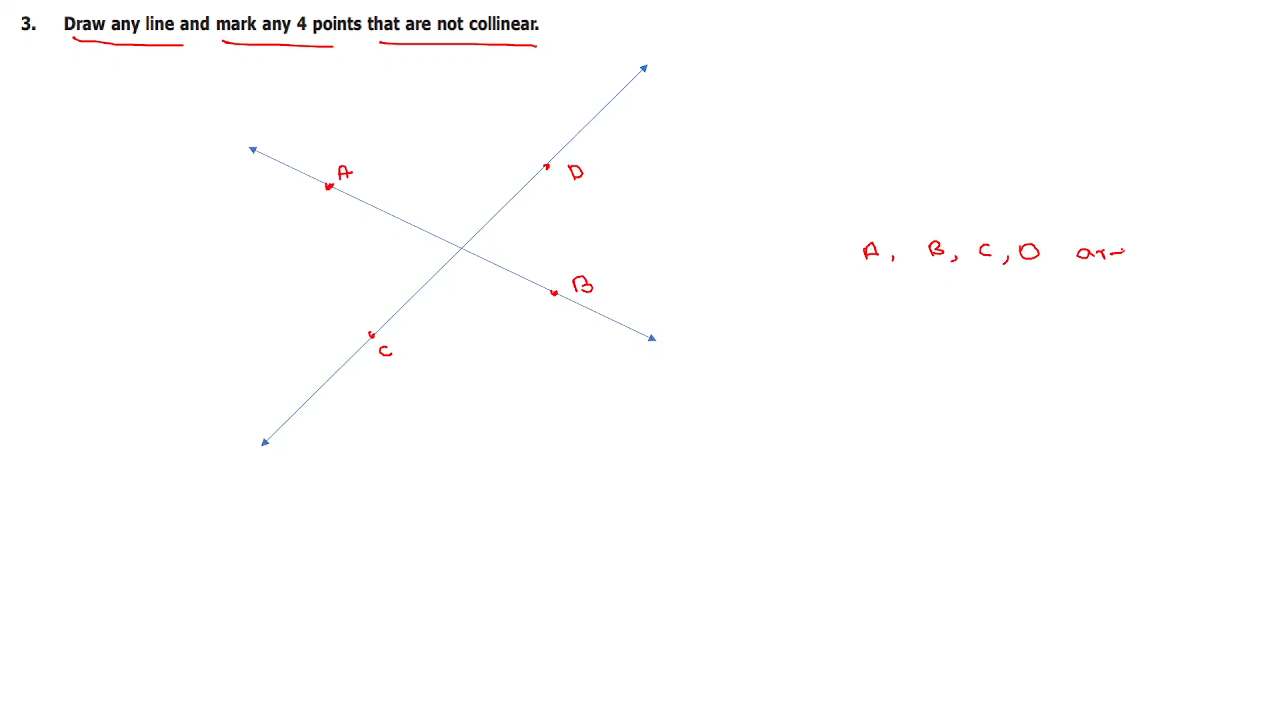 3. Draw any line and mark any 4 points that are not collinear.
A
D
B
C
A, B, C, D